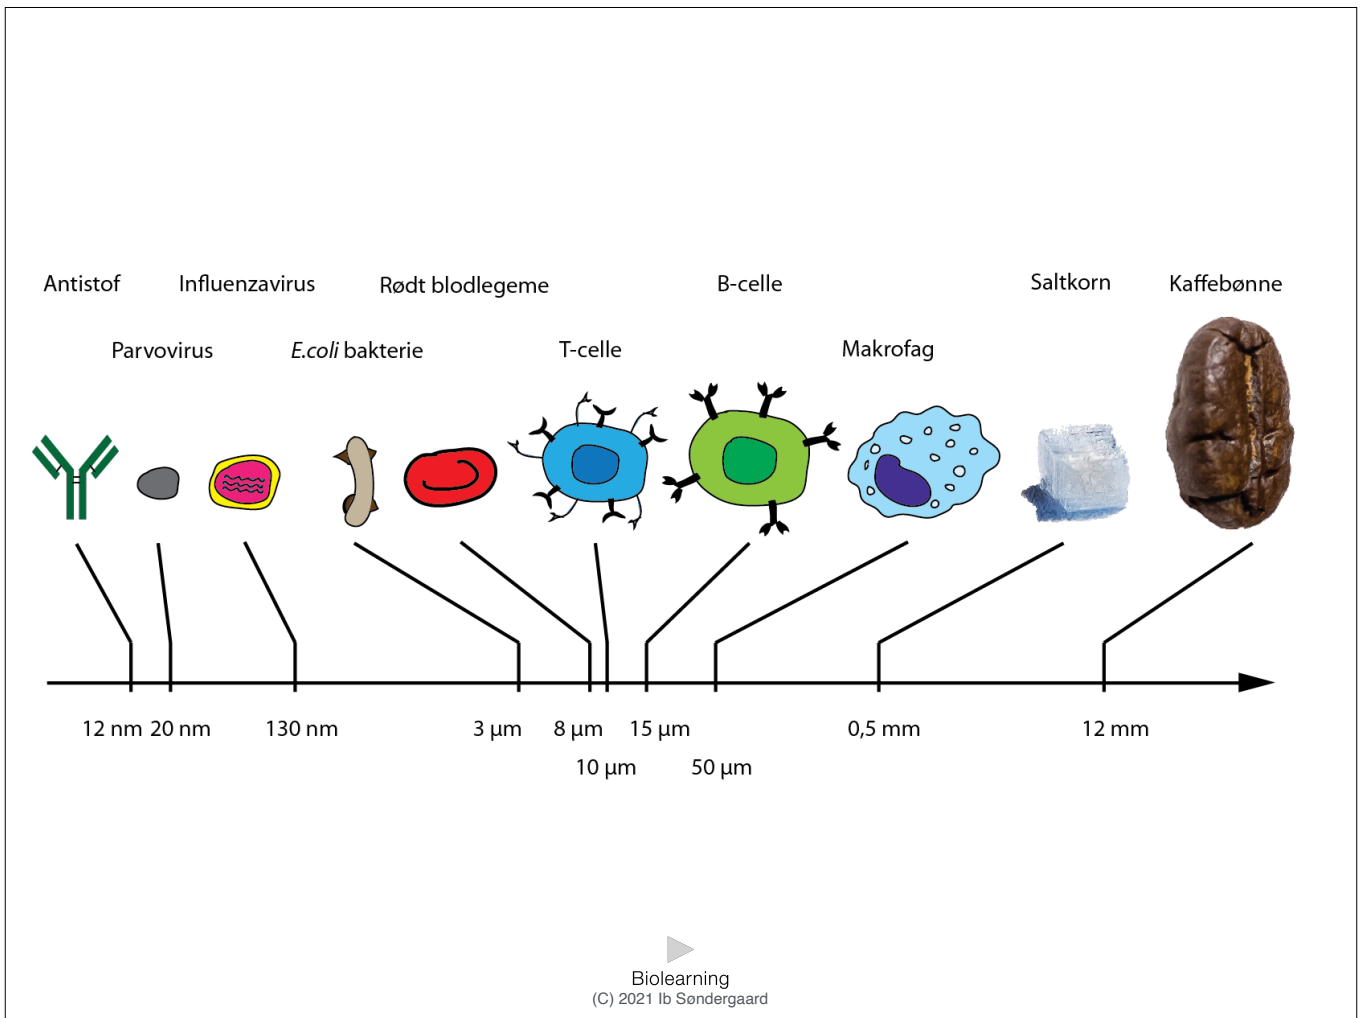 Antistof
Influenzavirus
Rødt blodlegeme
B-celle
Saltkorn
Kaffebønne
Parvovirus
E.coli bakterie
T-celle
Makrofag
12 nm
20 nm
130 nm
3 µm
8 µm
15 µm
0,5 mm
12 mm
10 µm
50 µm
Biolearning
(C) 2021 Ib Søndergaard